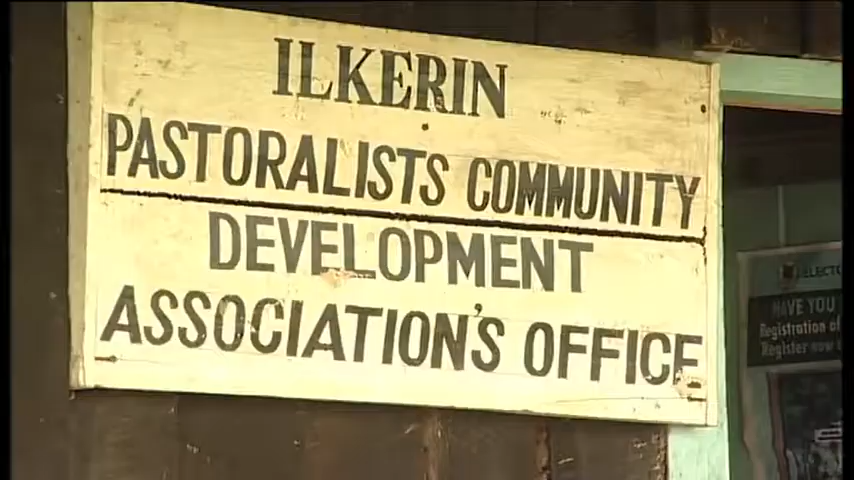 ILKERIN
PASTORALISTS COMMUNITY
DEVELOPMENT
ASSOCIATION'S OFFICE
HAVE YOU
Registration of
Register now